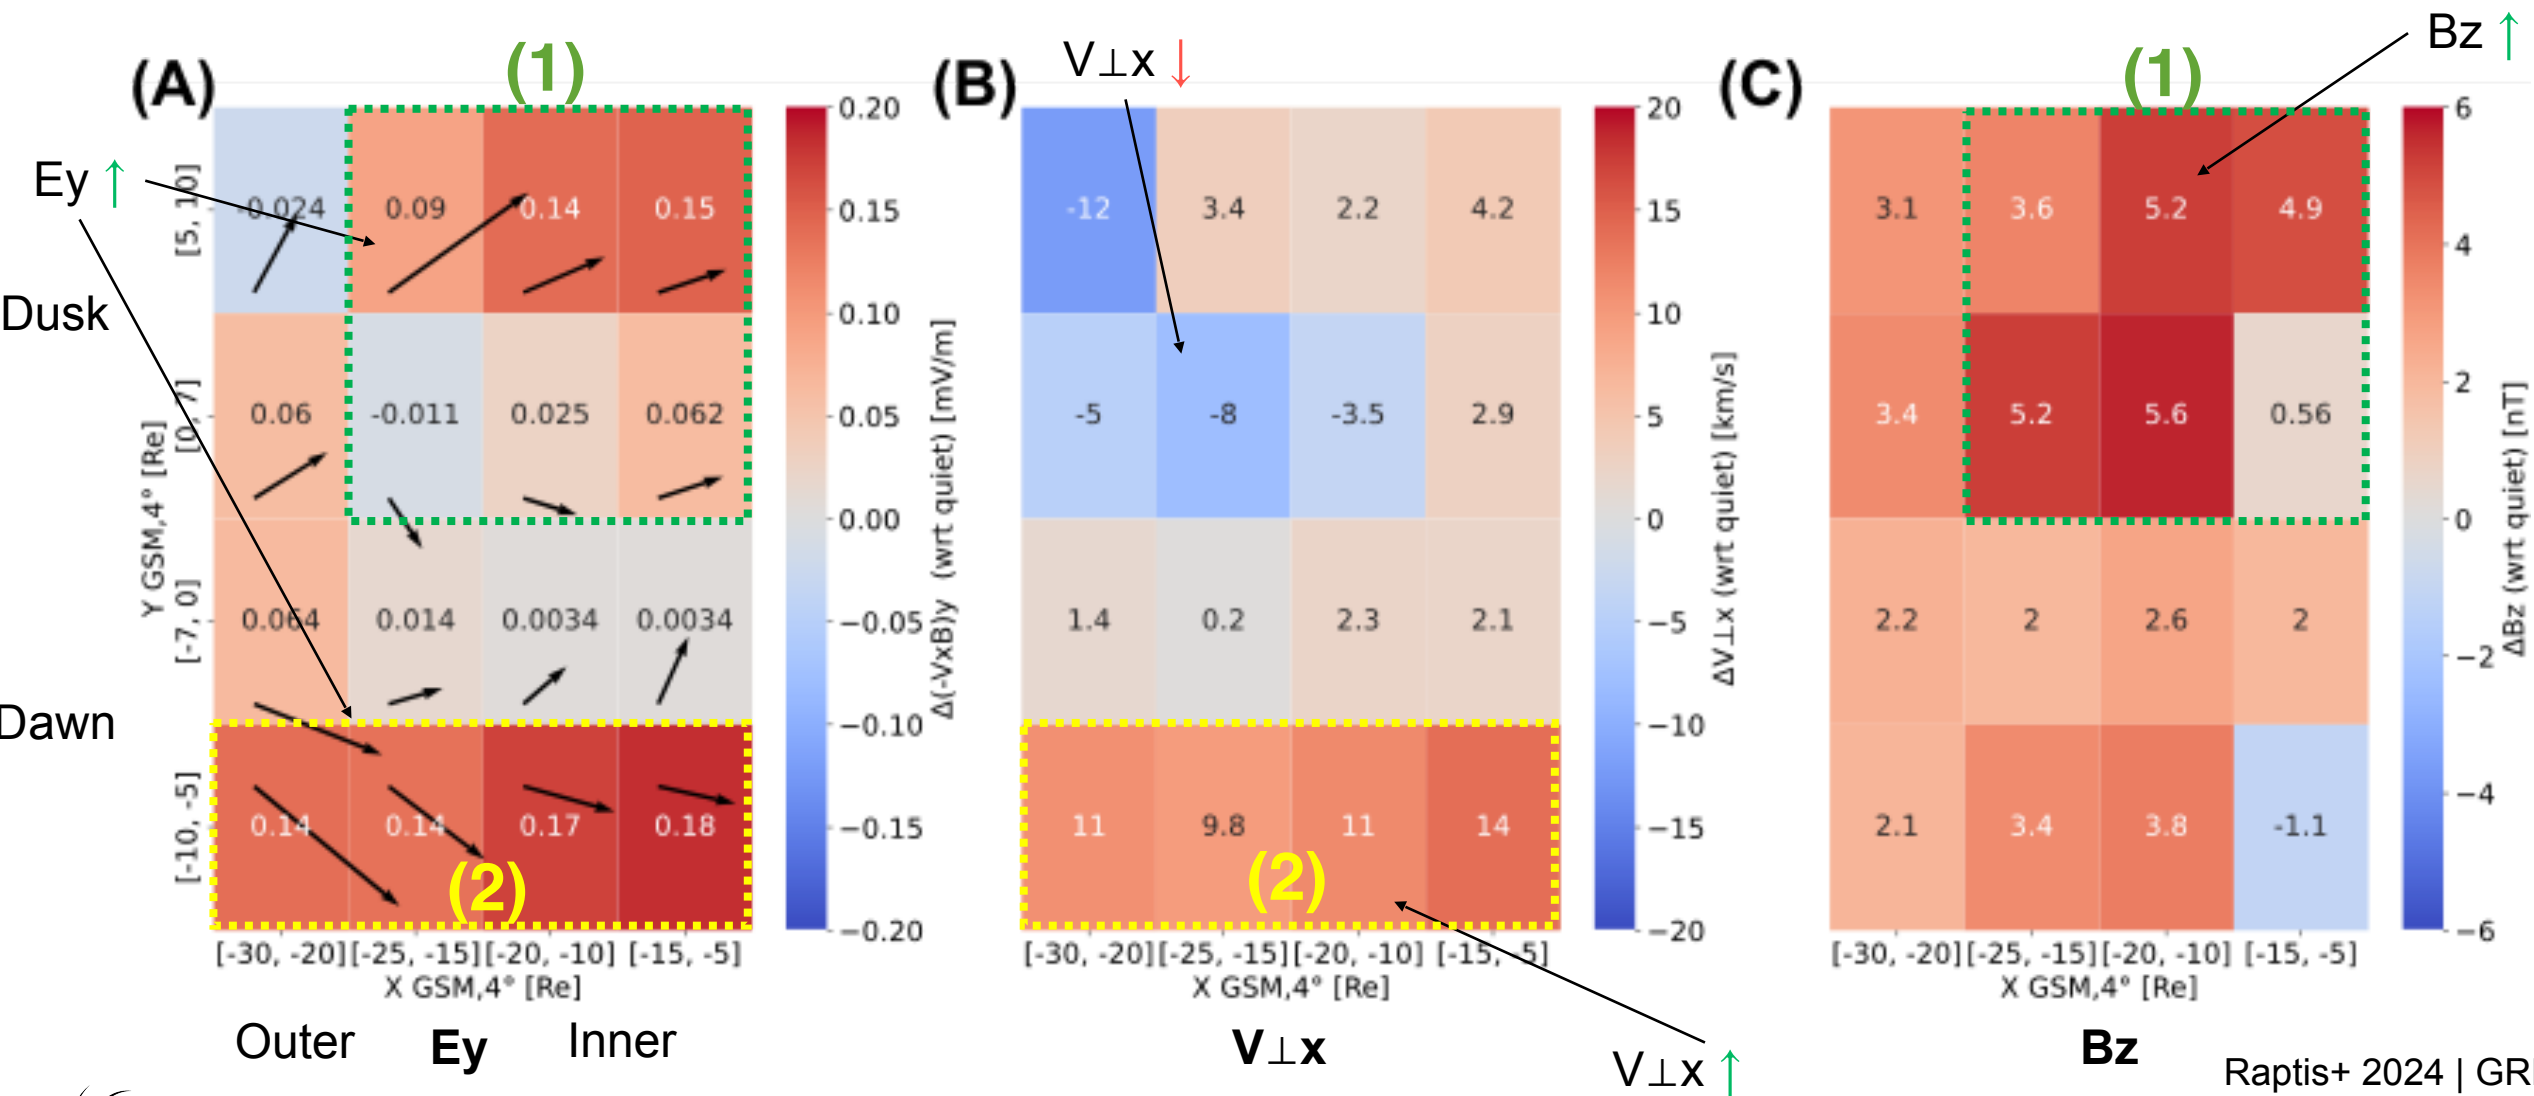 Bz ↑
(1)
(1)
V⊥x ↓
(A)
(B)
(C)
Ey ↑
Dusk
Dawn
Y GSM,4° [Re]
[5, 10]
[0, 7]
[-7, 0]
[-10, -5]
-0.024 0.09 0.14 0.15
0.06 -0.011 0.025 0.062
0.064 0.014 0.0034 0.0034
0.14 0.14 0.17 0.18
(2)
[-30, -20] [-25, -15] [-20, -10] [-15, -5]
X GSM,4° [Re]
0.20
0.15
0.10
0.05
0.00
−0.05
−0.10
−0.15
−0.20
Δ(-VxB)y (wrt quiet) [mV/m]
-12 3.4 2.2 4.2
-5 -8 -3.5 2.9
1.4 0.2 2.3 2.1
11 9.8 11 14
(2)
[-30, -20] [-25, -15] [-20, -10] [-15, -5]
X GSM,4° [Re]
20
15
10
5
0
−5
−10
−15
−20
ΔV⊥x (wrt quiet) [km/s]
3.1 3.6 5.2 4.9
3.4 5.2 5.6 0.56
2.2 2 2.6 2
2.1 3.4 3.8 -1.1
[-30, -20] [-25, -15] [-20, -10] [-15, -5]
X GSM,4° [Re]
6
4
2
0
−2
−4
−6
ΔBz (wrt quiet) [nT]
Outer Ey Inner
V⊥x
V⊥x ↑
Bz
Raptis+ 2024 | GR